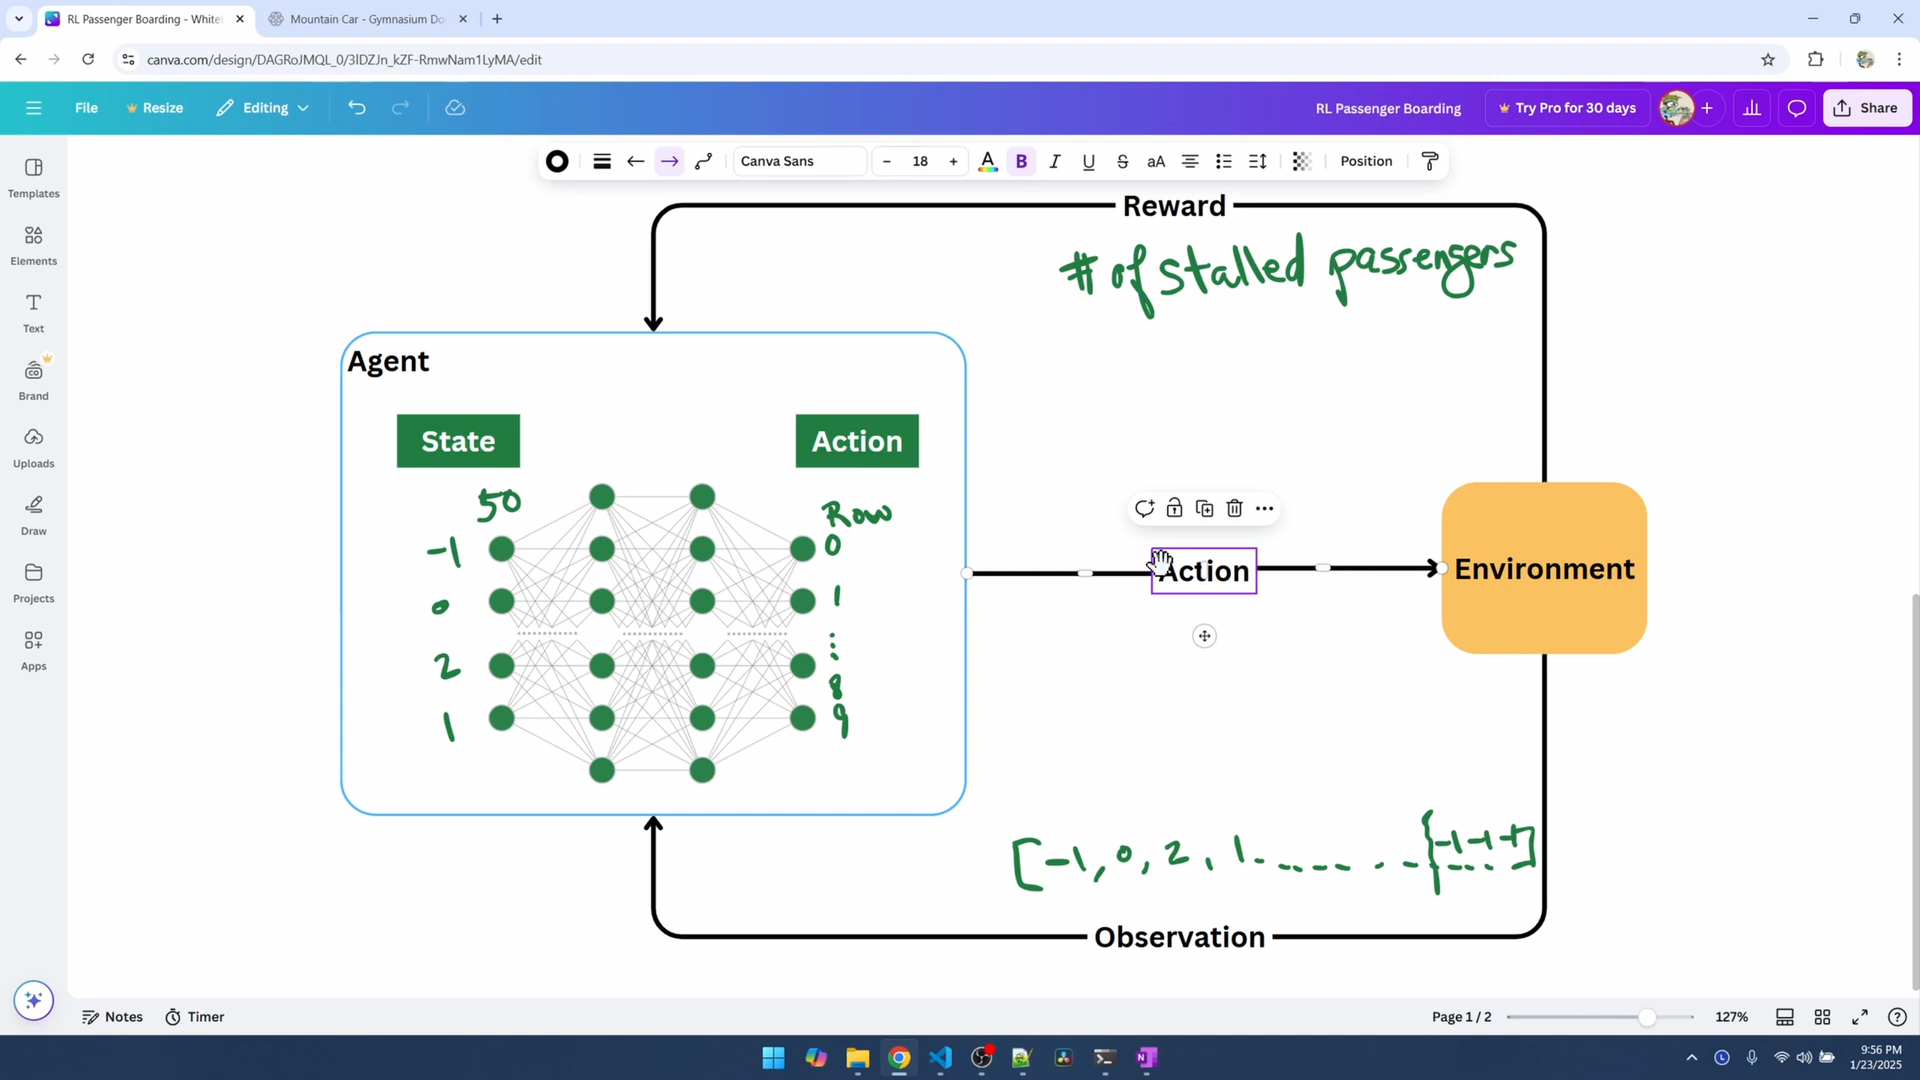 RL Passenger Boarding - White
Mountain Car - Gymnasium Do
canva.com/design/DAGRoJMQL_0/3lDZJn_kZF-RmwNam1LyMA/edit
File
Resize
Editing
RL Passenger Boarding
Try Pro for 30 days
Share
Canva Sans
– 18 +
A
B
I
U
S
aA
Position
Templates
Elements
Text
Brand
Uploads
Draw
Projects
Apps
Reward
# of stalled passengers
Agent
State
Action
50
Row
-1
0
0
1
2
8
1
9
Action
Environment
[-1, 0, 2, 1
Observation
Notes
Timer
Page 1 / 2
127%
9:56 PM
1/23/2025